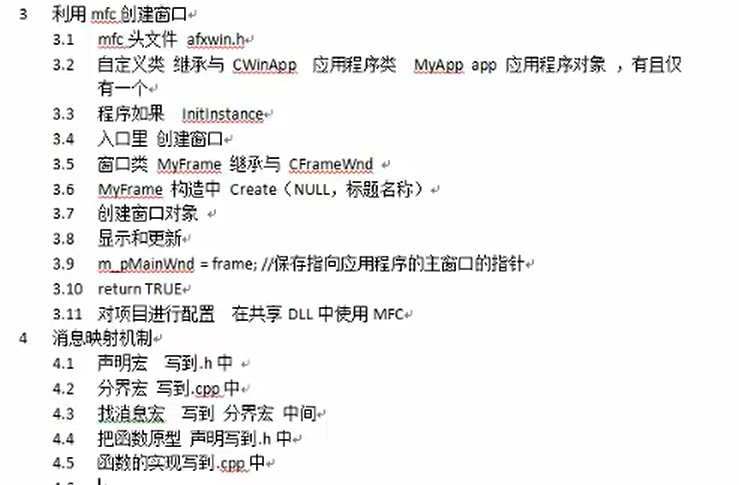 3 利用 mfc 创建窗口
3.1 mfc 头文件 afxwin.h
3.2 自定义类 继承与 CWinApp 应用程序类 MyApp app 应用程序对象 ，有且仅
有一个
3.3 程序如果 InitInstance
3.4 入口里 创建窗口
3.5 窗口类 MyFrame 继承与 CFrameWnd
3.6 MyFrame 构造中 Create（NULL，标题名称）
3.7 创建窗口对象
3.8 显示和更新
3.9 m_pMainWnd = frame; //保存指向应用程序的主窗口的指针
3.10 return TRUE
3.11 对项目进行配置 在共享 DLL 中使用 MFC
4 消息映射机制
4.1 声明宏 写到.h 中
4.2 分界宏 写到.cpp 中
4.3 找消息宏 写到 分界宏 中间
4.4 把函数原型 声明写到.h 中
4.5 函数的实现写到.cpp 中